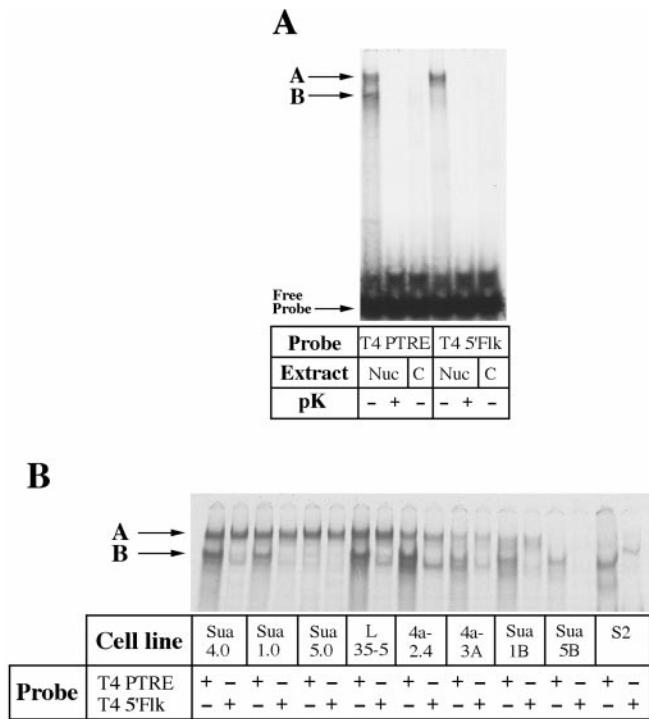 A
A
B
Free
Probe
Probe T4 PTRE T4 5'Flk
Extract Nuc C Nuc C
pK – + – – + –
B
A
B
Cell line Sua 4.0 Sua 1.0 Sua 5.0 L 35-5 4a-2.4 4a-3A Sua 1B Sua 5B S2
Probe
T4 PTRE + – + – + – + – + – + – + – + – + –
T4 5'Flk – + – + – + – + – + – + – + – + – +